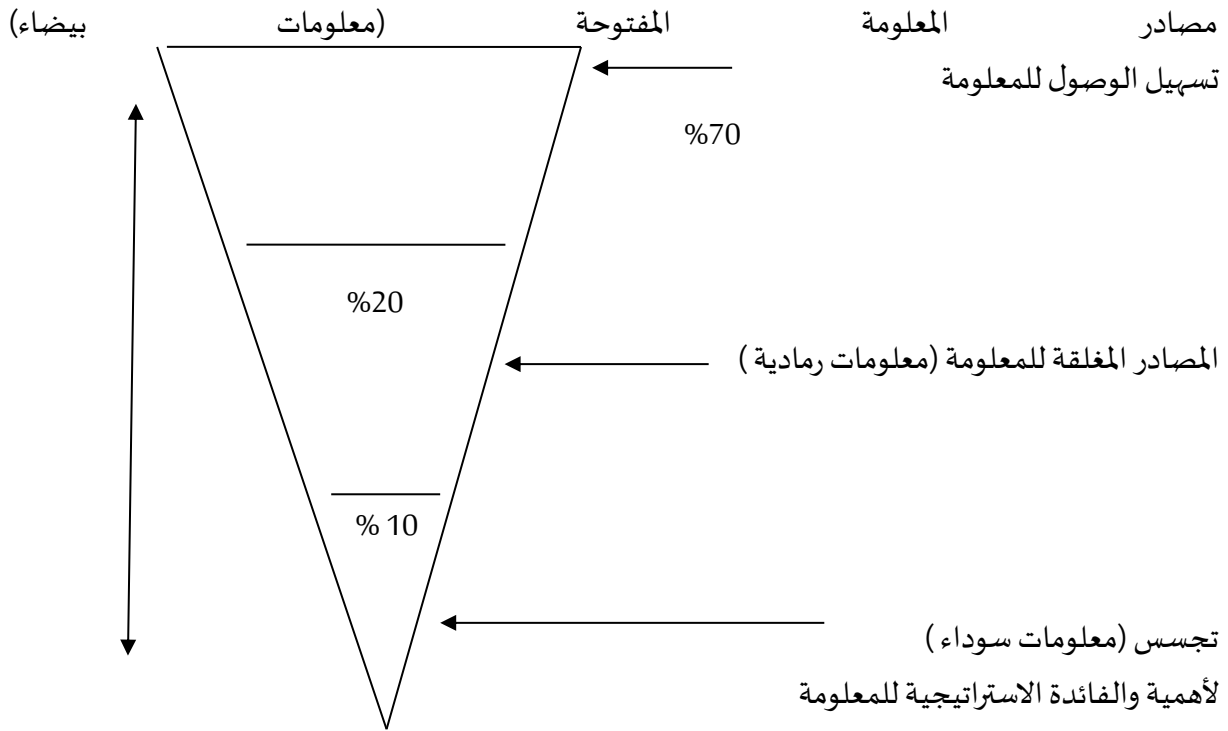 مصادر المعلومة المفتوحة (معلومات بيضاء)
تسهيل الوصول للمعلومة
%70
%20
المصادر المغلقة للمعلومة (معلومات رمادية )
% 10
تجسس (معلومات سوداء )
لأهمية والفائدة الاستراتيجية للمعلومة